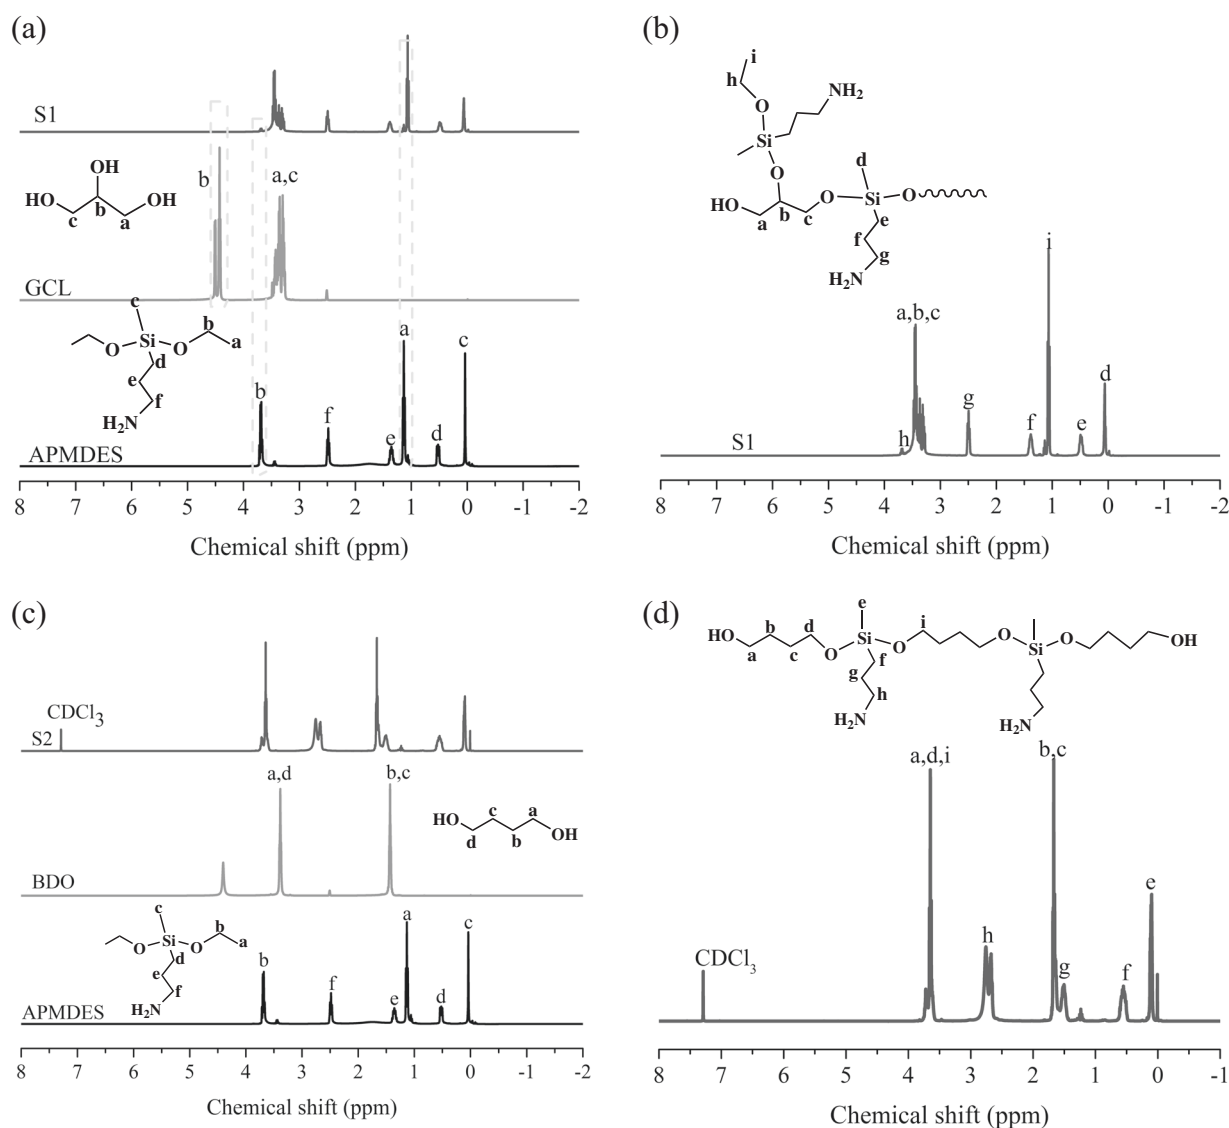 (a)
S1
OH
HO
OH
b
c
a
b
a,c
GCL
c
Si
O
O
b
a
d
e
f
H2N
b
f
e
a
d
c
APMDES
8 7 6 5 4 3 2 1 0 -1 -2
Chemical shift (ppm)
(b)
i
h
O
NH2
Si
O
d
HO
O
Si
O
a
b
c
e
f
g
H2N
h
a,b,c
g
f
i
e
d
S1
8 7 6 5 4 3 2 1 0 -1 -2
Chemical shift (ppm)
(c)
CDCl3
S2
a,d
b,c
HO
c
a
d
b
OH
BDO
c
Si
O
O
b
a
d
e
f
H2N
b
f
e
a
d
c
APMDES
8 7 6 5 4 3 2 1 0 -1 -2
Chemical shift (ppm)
(d)
HO
b
d
a
c
O
e
Si
O
f
g
h
H2N
i
O
Si
O
OH
H2N
CDCl3
a,d,i
h
b,c
g
f
e
8 7 6 5 4 3 2 1 0 -1
Chemical shift (ppm)